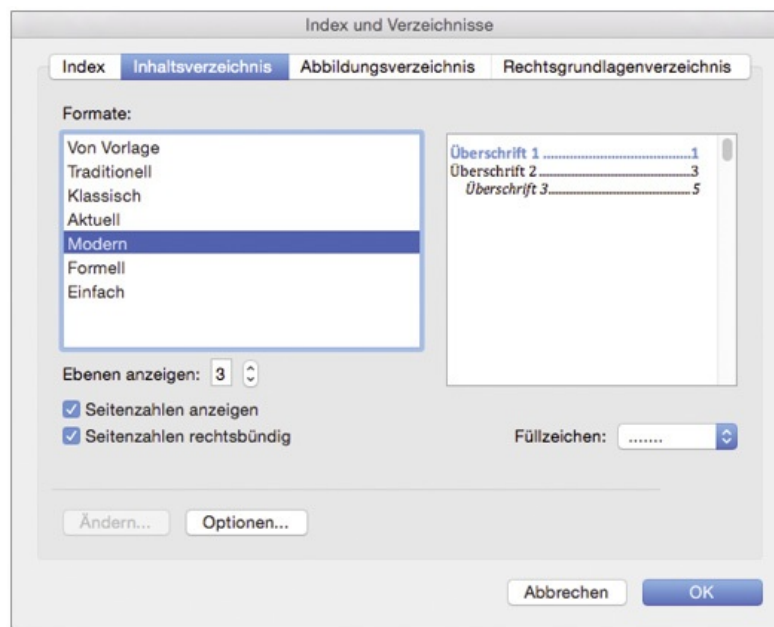 Index und Verzeichnisse
Index Inhaltsverzeichnis Abbildungsverzeichnis Rechtsgrundlagenverzeichnis
Formate:
Von Vorlage
Traditionell
Klassisch
Aktuell
Modern
Formell
Einfach
Überschrift 1 ........................................1
Überschrift 2 ........................................3
Überschrift 3........................................5
Ebenen anzeigen: 3
Seitenzahlen anzeigen
Seitenzahlen rechtsbündig
Füllzeichen: .......
Ändern... Optionen...
Abbrechen OK